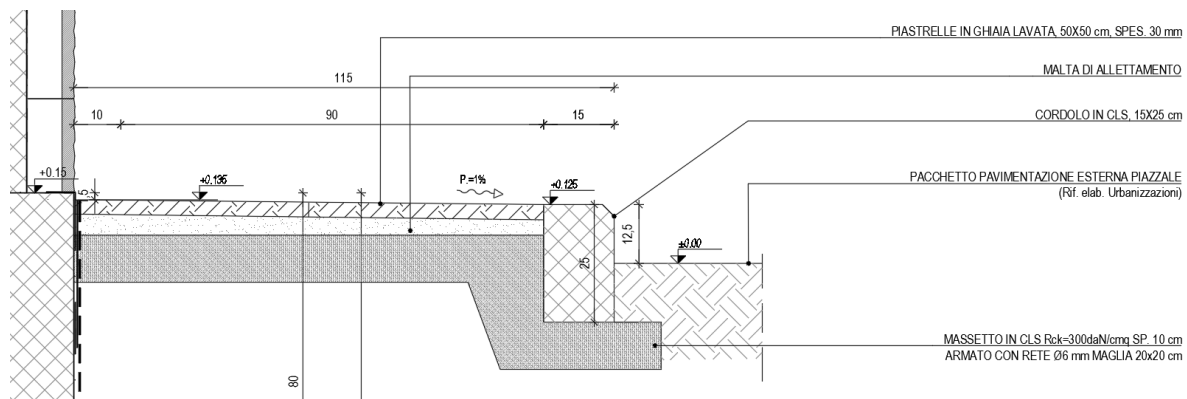 PIASTRELLE IN GHIAIA LAVATA, 50X50 cm, SPES. 30 mm
MALTA DI ALLETTAMENTO
115
10
90
15
CORDOLO IN CLS, 15X25 cm
+0.15
+0.135
P.=1%
+0.125
PACCHETTO PAVIMENTAZIONE ESTERNA PIAZZALE
(Rif. elab. Urbanizzazioni)
12,5
±0.00
25
MASSETTO IN CLS Rck=300daN/cmq SP. 10 cm
ARMATO CON RETE Ø6 mm MAGLIA 20x20 cm
80